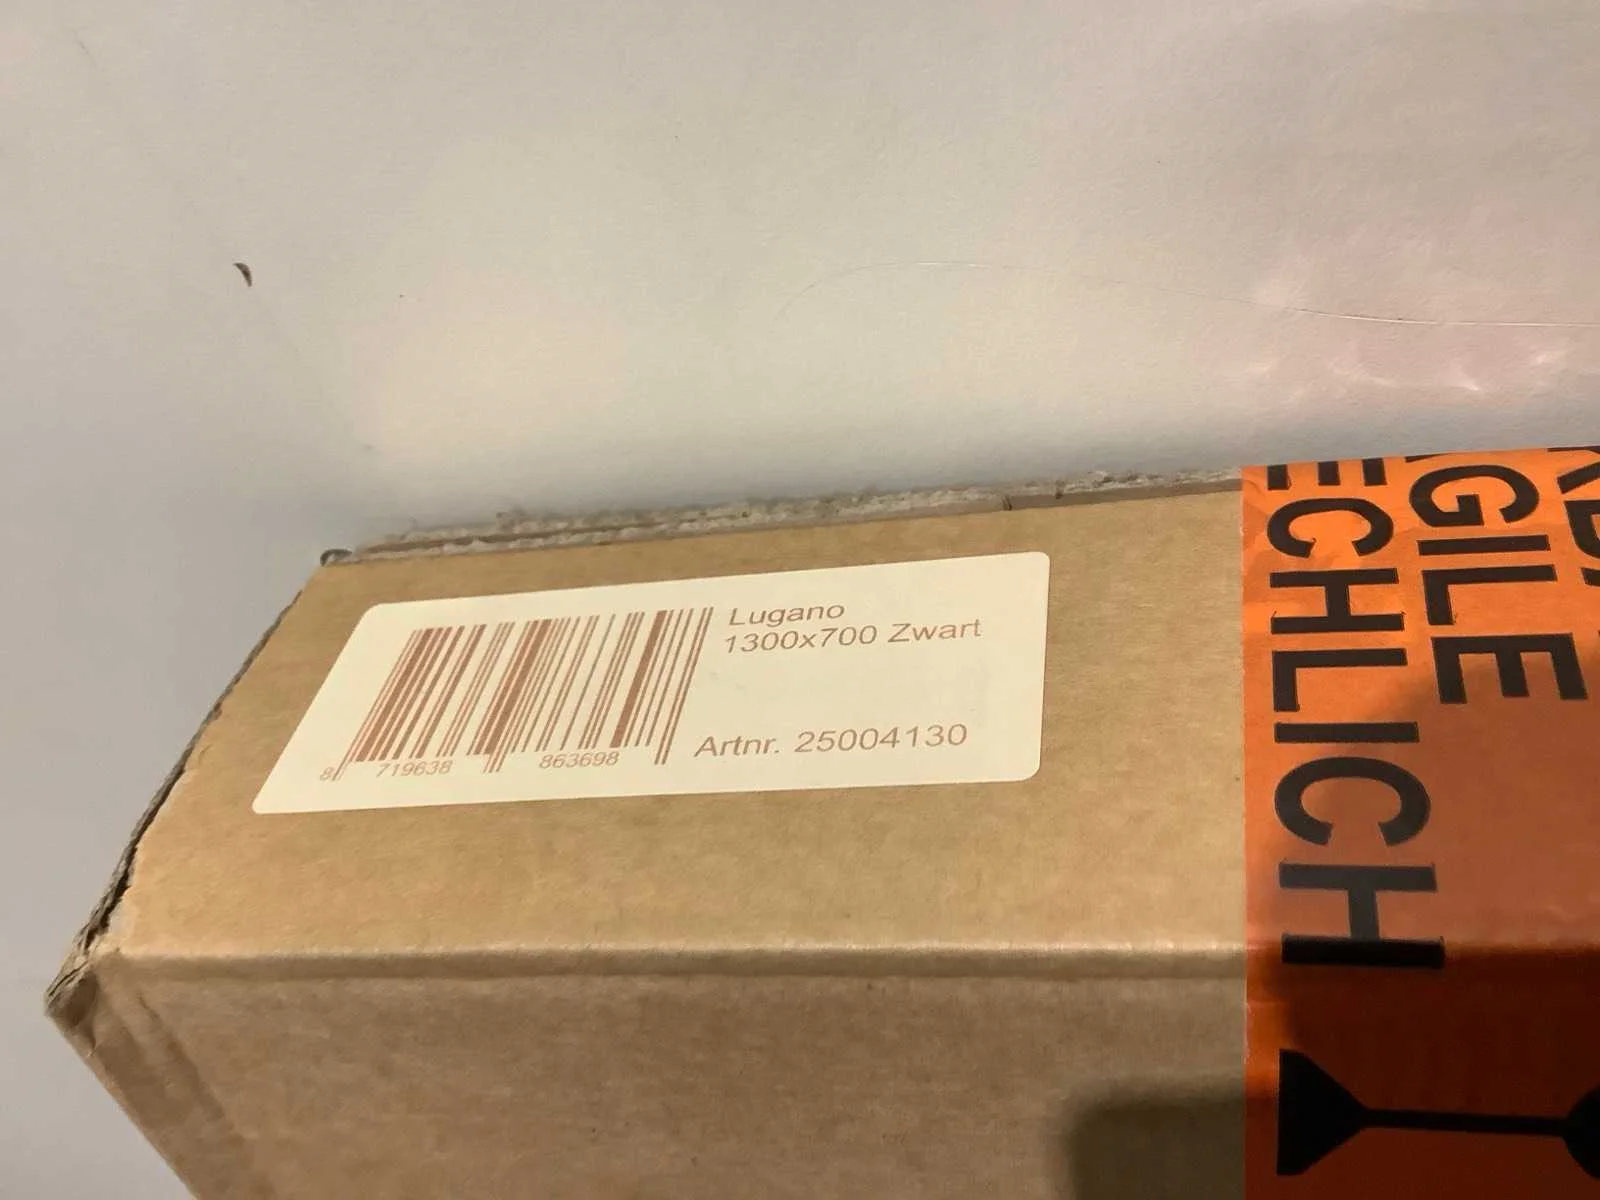 Lugano
1300x700 Zwart
Artnr. 25004130
8 719638 863698
GILE
ECHLICH